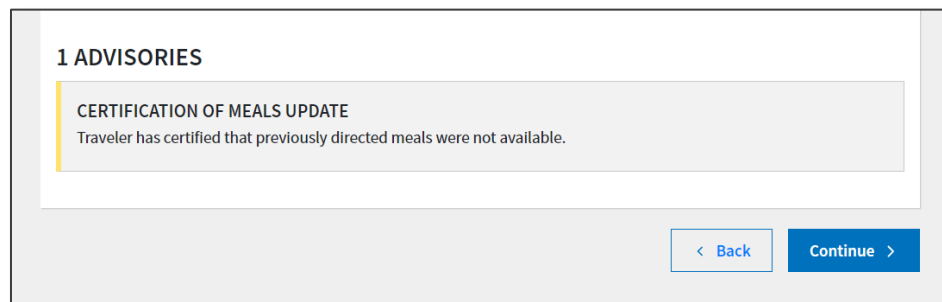 1 ADVISORIES
CERTIFICATION OF MEALS UPDATE
Traveler has certified that previously directed meals were not available.
< Back
Continue >